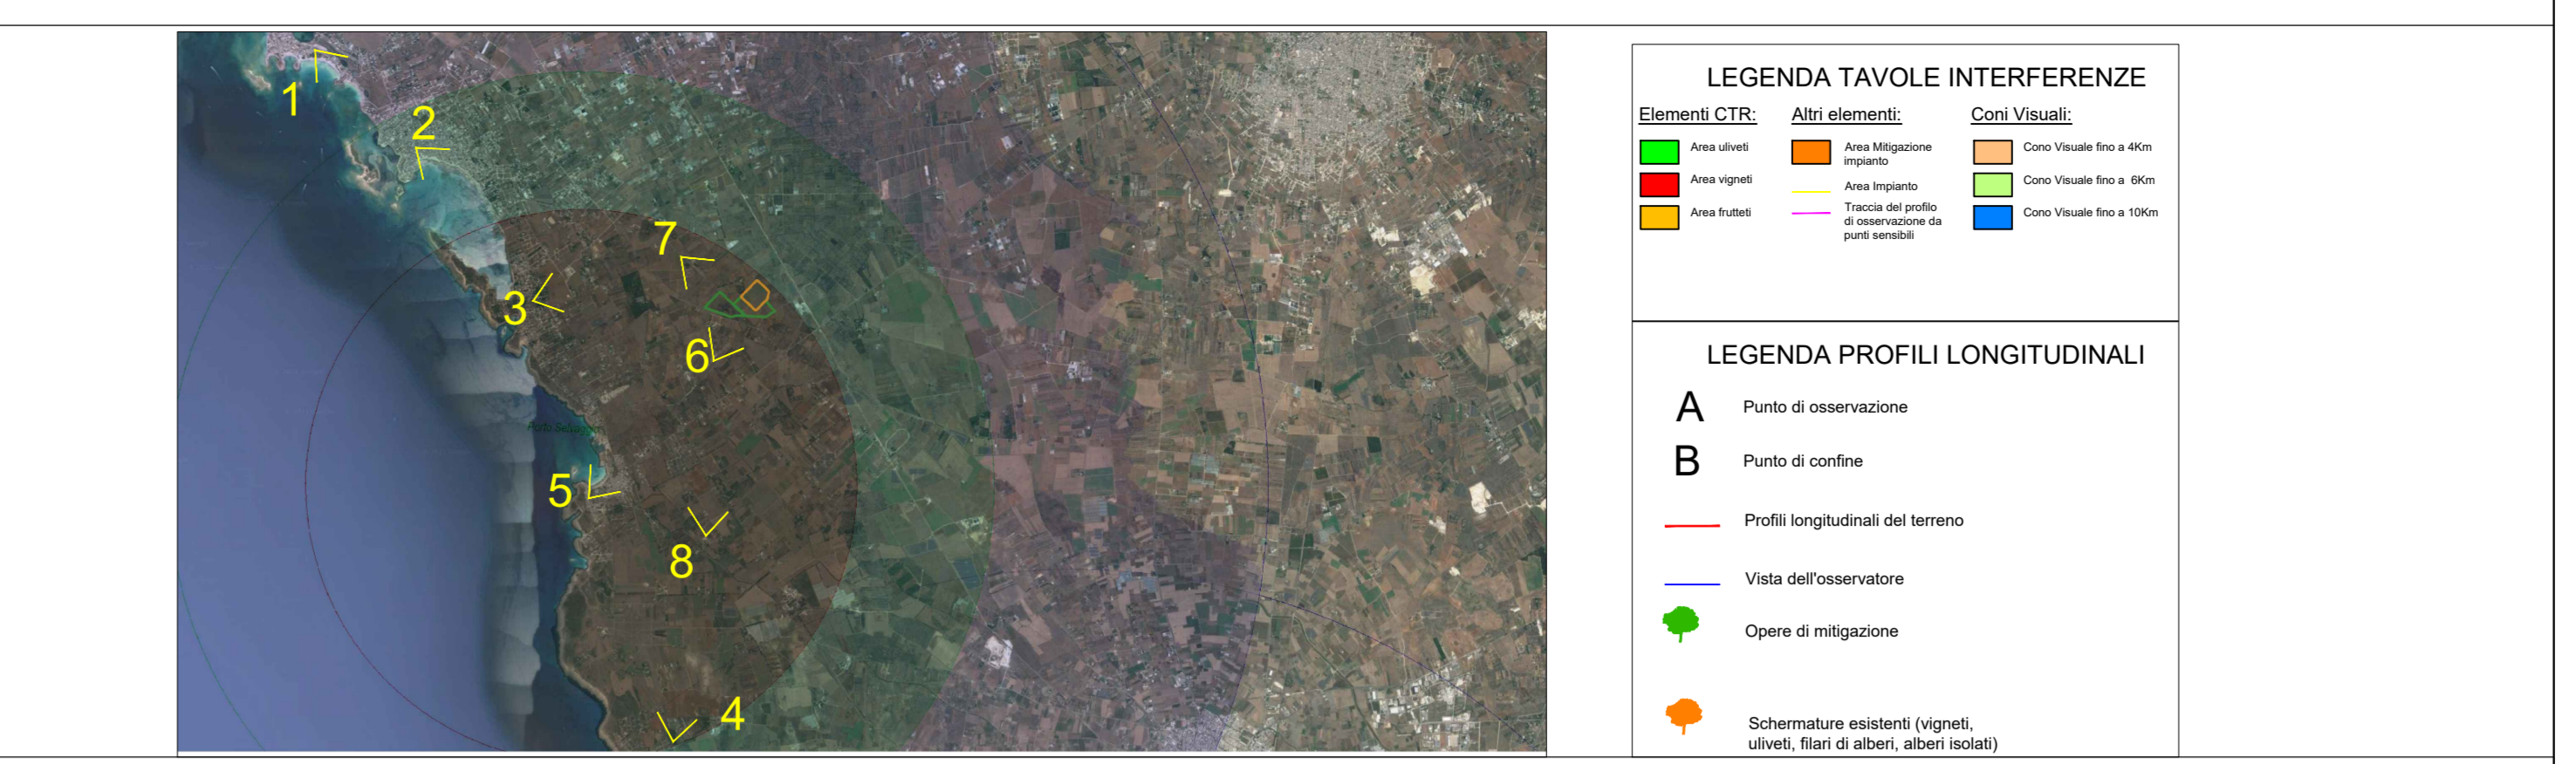 1
2
7
3
6
Porto Selvaggio
5
8
4
LEGENDA TAVOLE INTERFERENZE
Elementi CTR:
Area uliveti
Area vigneti
Area frutteti
Altri elementi:
Area Mitigazione
impianto
Area Impianto
Traccia del profilo
di osservazione da
punti sensibili
Coni Visuali:
Cono Visuale fino a 4Km
Cono Visuale fino a 6Km
Cono Visuale fino a 10Km
LEGENDA PROFILI LONGITUDINALI
A Punto di osservazione
B Punto di confine
Profili longitudinali del terreno
Vista dell'osservatore
Opere di mitigazione
Schermature esistenti (vigneti,
uliveti, filari di alberi, alberi isolati)